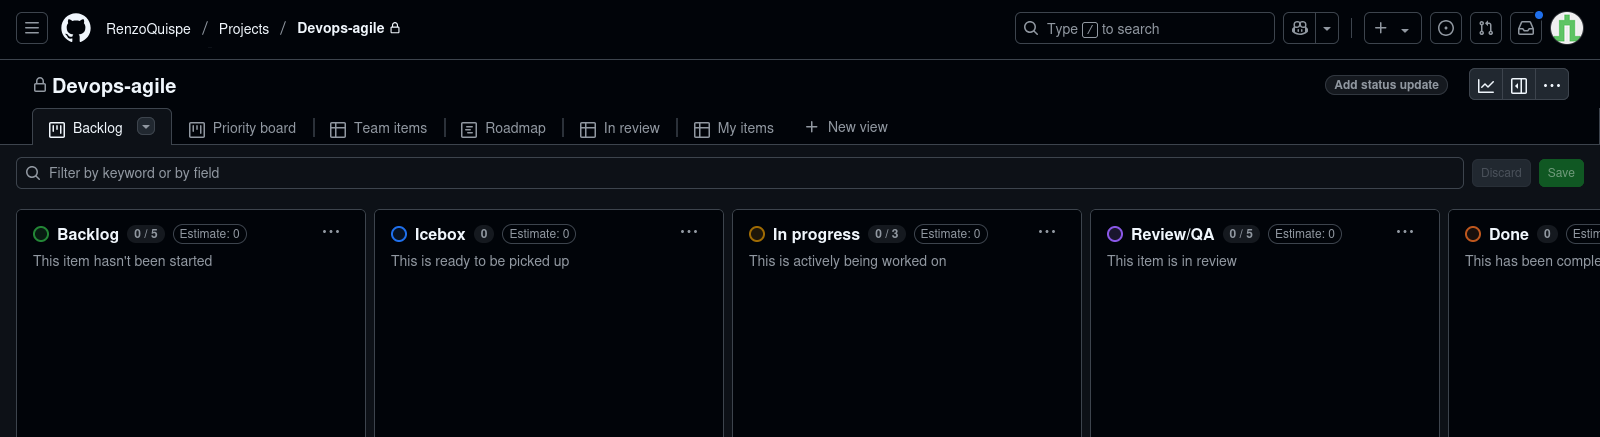 RenzoQuispe / Projects / Devops-agile
Type / to search
Devops-agile
Add status update
Backlog
Priority board
Team items
Roadmap
In review
My items
New view
Filter by keyword or by field
Discard
Save
Backlog 0 / 5 Estimate: 0
This item hasn't been started
Icebox 0 Estimate: 0
This is ready to be picked up
In progress 0 / 3 Estimate: 0
This is actively being worked on
Review/QA 0 / 5 Estimate: 0
This item is in review
Done 0 Estim
This has been comple